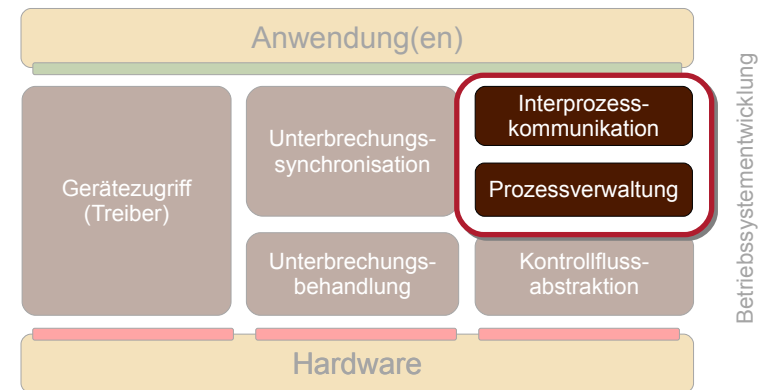 Anwendung(en)
Gerätezugriff
(Treiber)
Unterbrechungs-
synchronisation
Interprozess-
kommunikation
Prozessverwaltung
Unterbrechungs-
behandlung
Kontrollfluss-
abstraktion
Hardware
Betriebssystementwicklung